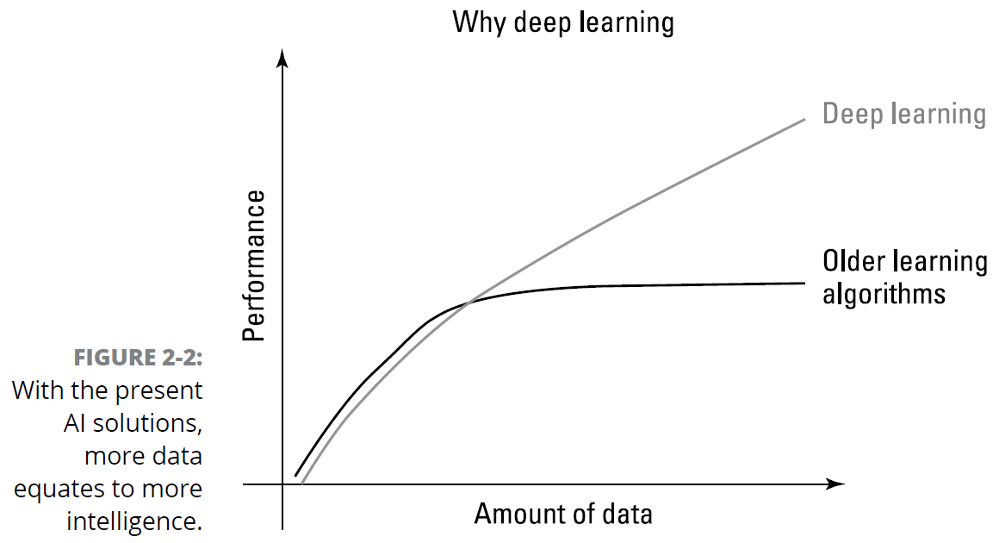 Why deep learning
Deep learning
Older learning
algorithms
Performance
Amount of data
FIGURE 2-2:
With the present
AI solutions,
more data
equates to more
intelligence.